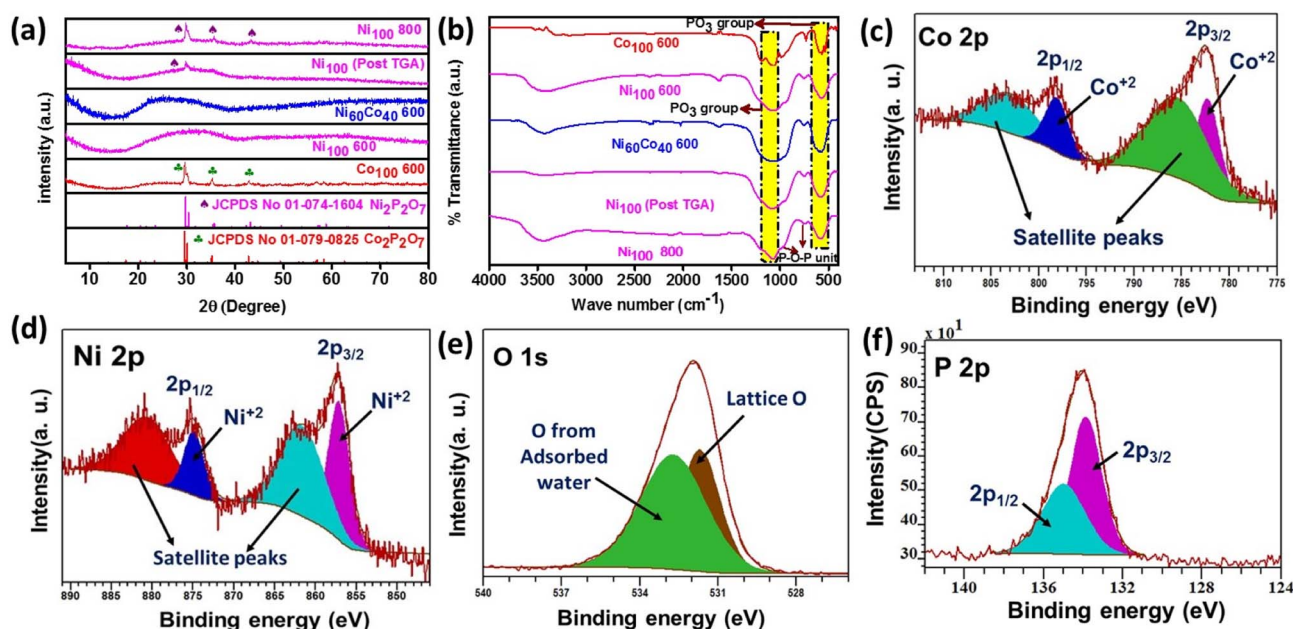 (a)
intensity (a.u.)
Ni100 800
Ni100 (Post TGA)
Ni60Co40 600
Ni100 600
Co100 600
JCPDS No 01-074-1604 Ni2P2O7
JCPDS No 01-079-0825 Co2P2O7
10 20 30 40 50 60 70 80
2θ (Degree)
(b)
% Transmittance (a.u.)
PO3 group
Co100 600
Ni100 600
PO3 group
Ni60Co40 600
Ni100 (Post TGA)
Ni100 800
P-O-P unit
4000 3500 3000 2500 2000 1500 1000 500
Wave number (cm-1)
(c)
Co 2p
Intensity(a. u.)
2p1/2
Co+2
2p3/2
Co+2
Satellite peaks
810 805 800 795 790 785 780 775
Binding energy (eV)
(d)
Ni 2p
Intensity(a. u.)
2p1/2
Ni+2
2p3/2
Ni+2
Satellite peaks
890 880 870 860 850
Binding energy (eV)
(e)
O 1s
Intensity(a. u.)
Lattice O
O from
Adsorbed
water
540 537 534 531 528
Binding energy (eV)
(f)
x 101
P 2p
Intensity(CPS)
90
80
70
60
50
40
30
2p3/2
2p1/2
140 136 132 128 124
Binding energy (eV)